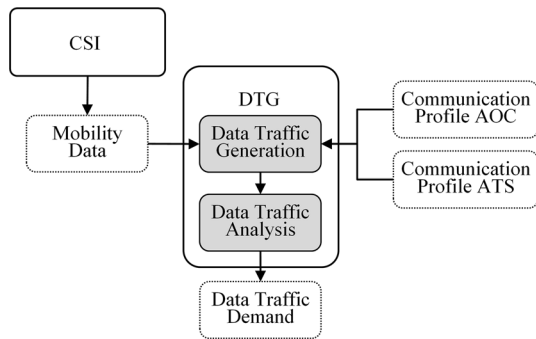 CSI
Mobility
Data
DTG
Data Traffic
Generation
Data Traffic
Analysis
Data Traffic
Demand
Communication
Profile AOC
Communication
Profile ATS